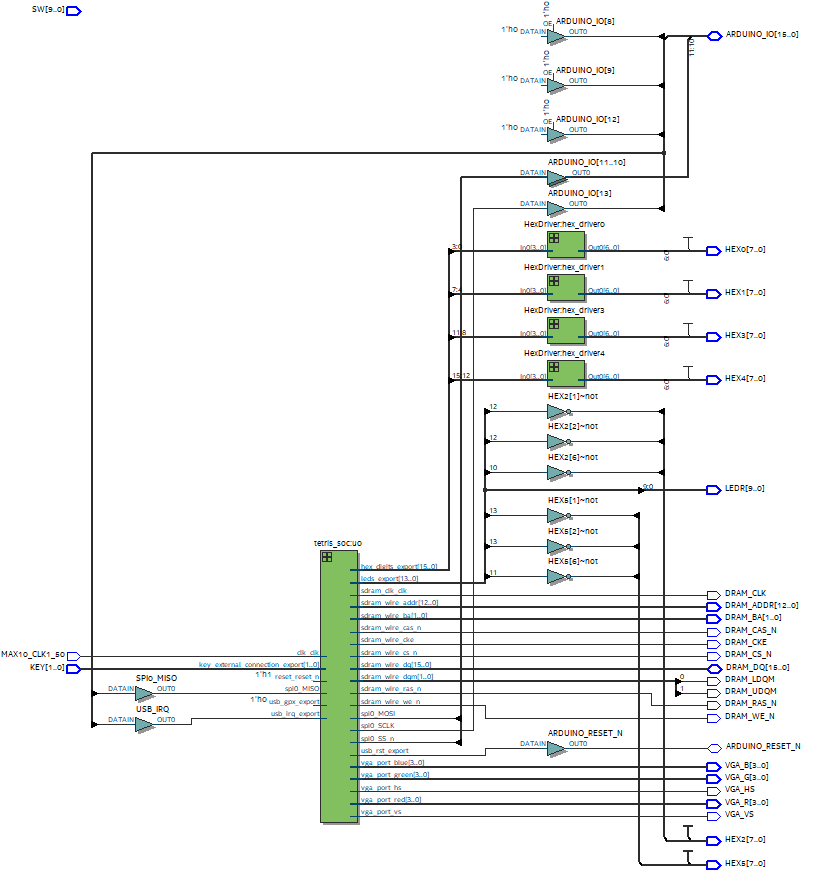 SW[9..0]
1'h0
OE
ARDUINO_IO[8]
1'h0 DATAIN OUT0
ARDUINO_IO[15..0]
11:10
1'h0
OE
ARDUINO_IO[9]
1'h0 DATAIN OUT0
1'h0
OE
ARDUINO_IO[12]
1'h0 DATAIN OUT0
ARDUINO_IO[11..10]
DATAIN OUT0
ARDUINO_IO[13]
DATAIN OUT0
HexDriver:hex_driver0
3:0 In0[3..0] Out0[6..0] 6:0 HEX0[7..0]
HexDriver:hex_driver1
7:4 In0[3..0] Out0[6..0] 6:0 HEX1[7..0]
HexDriver:hex_driver3
11:8 In0[3..0] Out0[6..0] 6:0 HEX3[7..0]
HexDriver:hex_driver4
15:12 In0[3..0] Out0[6..0] 6:0 HEX4[7..0]
HEX2[1]~not
12
HEX2[2]~not
12
HEX2[6]~not
10
9:0 LEDR[9..0]
HEX5[1]~not
13
HEX5[2]~not
13
HEX5[6]~not
11
tetris_soc:u0
hex_digits_export[15..0]
leds_export[13..0]
sdram_clk_clk DRAM_CLK
sdram_wire_addr[12..0] DRAM_ADDR[12..0]
sdram_wire_ba[1..0] DRAM_BA[1..0]
sdram_wire_cas_n DRAM_CAS_N
sdram_wire_cke DRAM_CKE
MAX10_CLK1_50 clk_clk sdram_wire_cs_n DRAM_CS_N
KEY[1..0] key_external_connection_export[1..0] sdram_wire_dq[15..0] DRAM_DQ[15..0]
1'h1 reset_reset_n sdram_wire_dqm[1..0] 0 DRAM_LDQM
SPI0_MISO
DATAIN OUT0 spi0_MISO sdram_wire_ras_n 1 DRAM_UDQM
1'h0 usb_gpx_export sdram_wire_we_n DRAM_RAS_N
USB_IRQ
DATAIN OUT0 usb_irq_export spi0_MOSI DRAM_WE_N
spi0_SCLK
spi0_SS_n
ARDUINO_RESET_N
usb_rst_export DATAIN OUT0 ARDUINO_RESET_N
vga_port_blue[3..0] VGA_B[3..0]
vga_port_green[3..0] VGA_G[3..0]
vga_port_hs VGA_HS
vga_port_red[3..0] VGA_R[3..0]
vga_port_vs VGA_VS
HEX2[7..0]
HEX5[7..0]